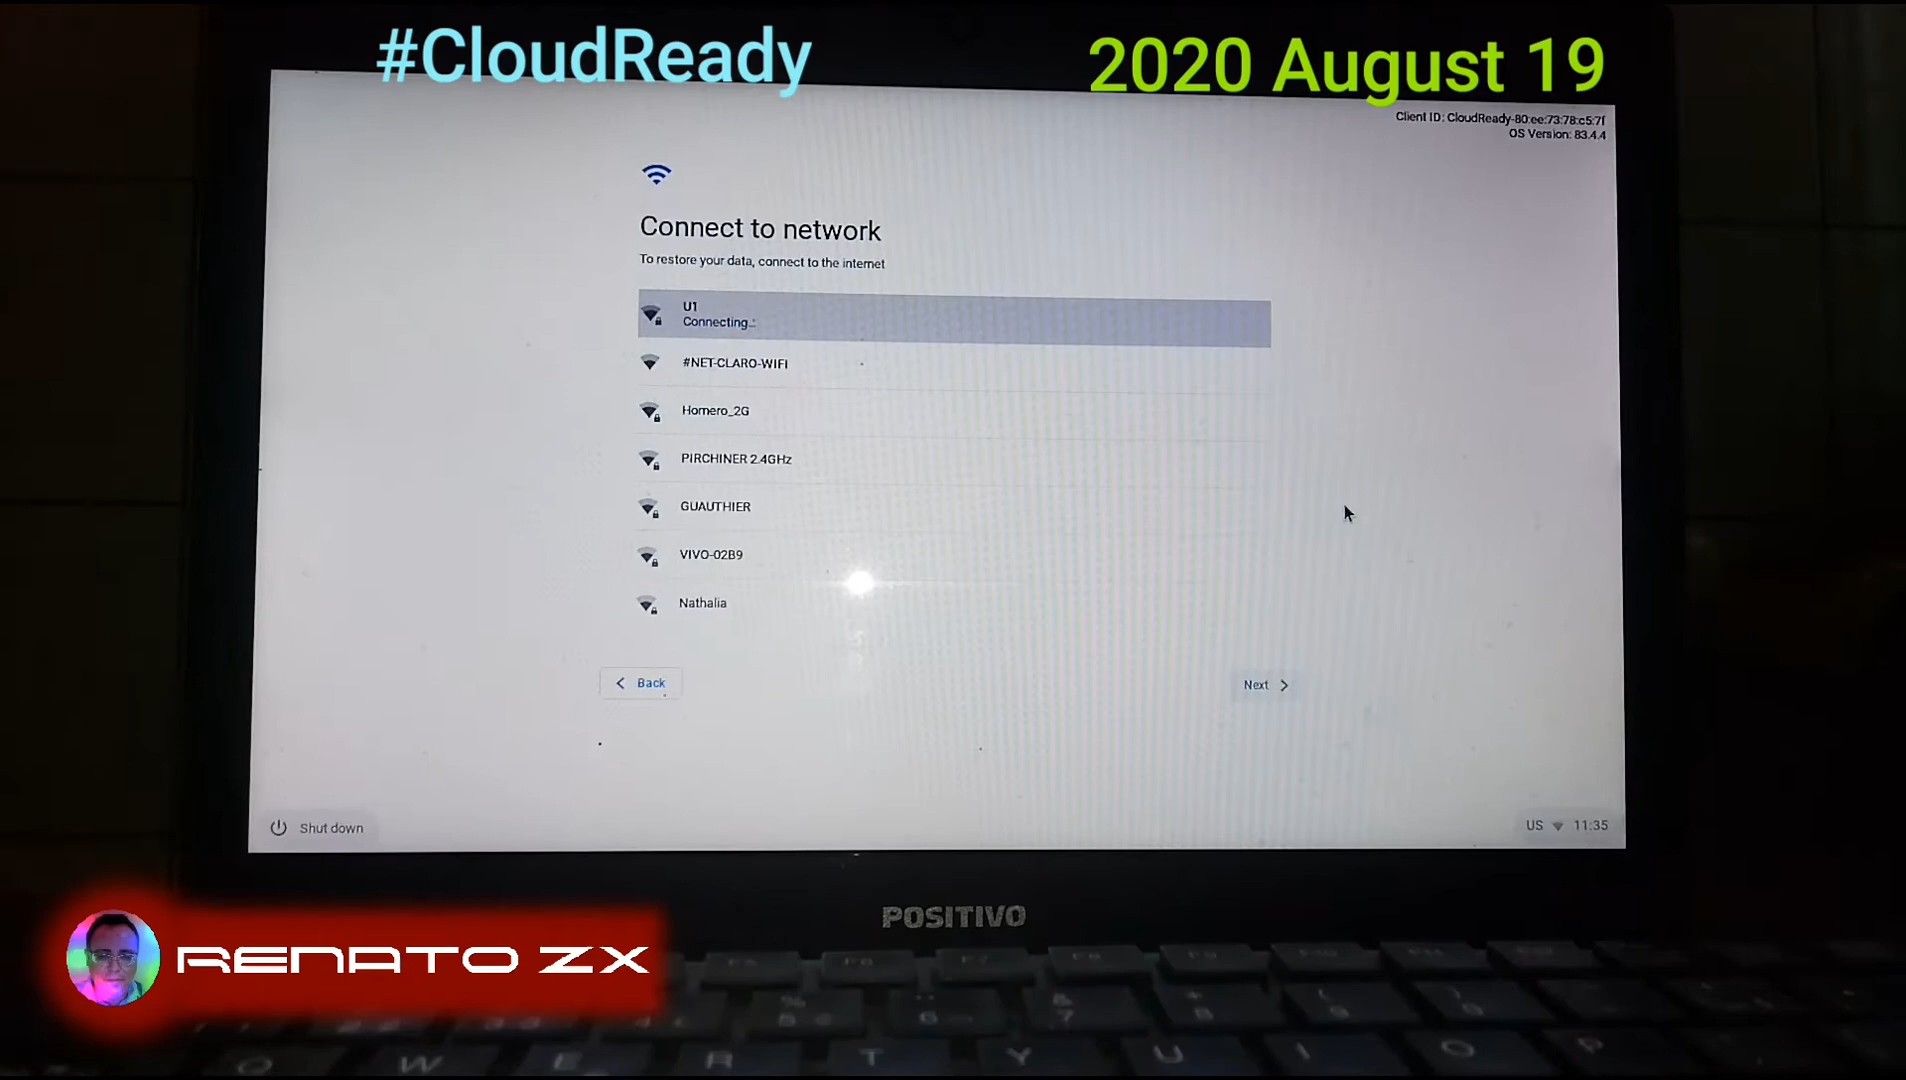 #CloudReady
2020 August 19
Client ID: CloudReady-80:ee:73:78:c5:7f
OS Version: 83.4.4
Connect to network
To restore your data, connect to the internet
U1
Connecting...
#NET-CLARO-WIFI
Homero_2G
PIRCHINER 2.4GHz
GUAUTHIER
VIVO-02B9
Nathalia
Back
Next
Shut down
US 11:35
POSITIVO
RENATO ZX
W E R T Y U I O P